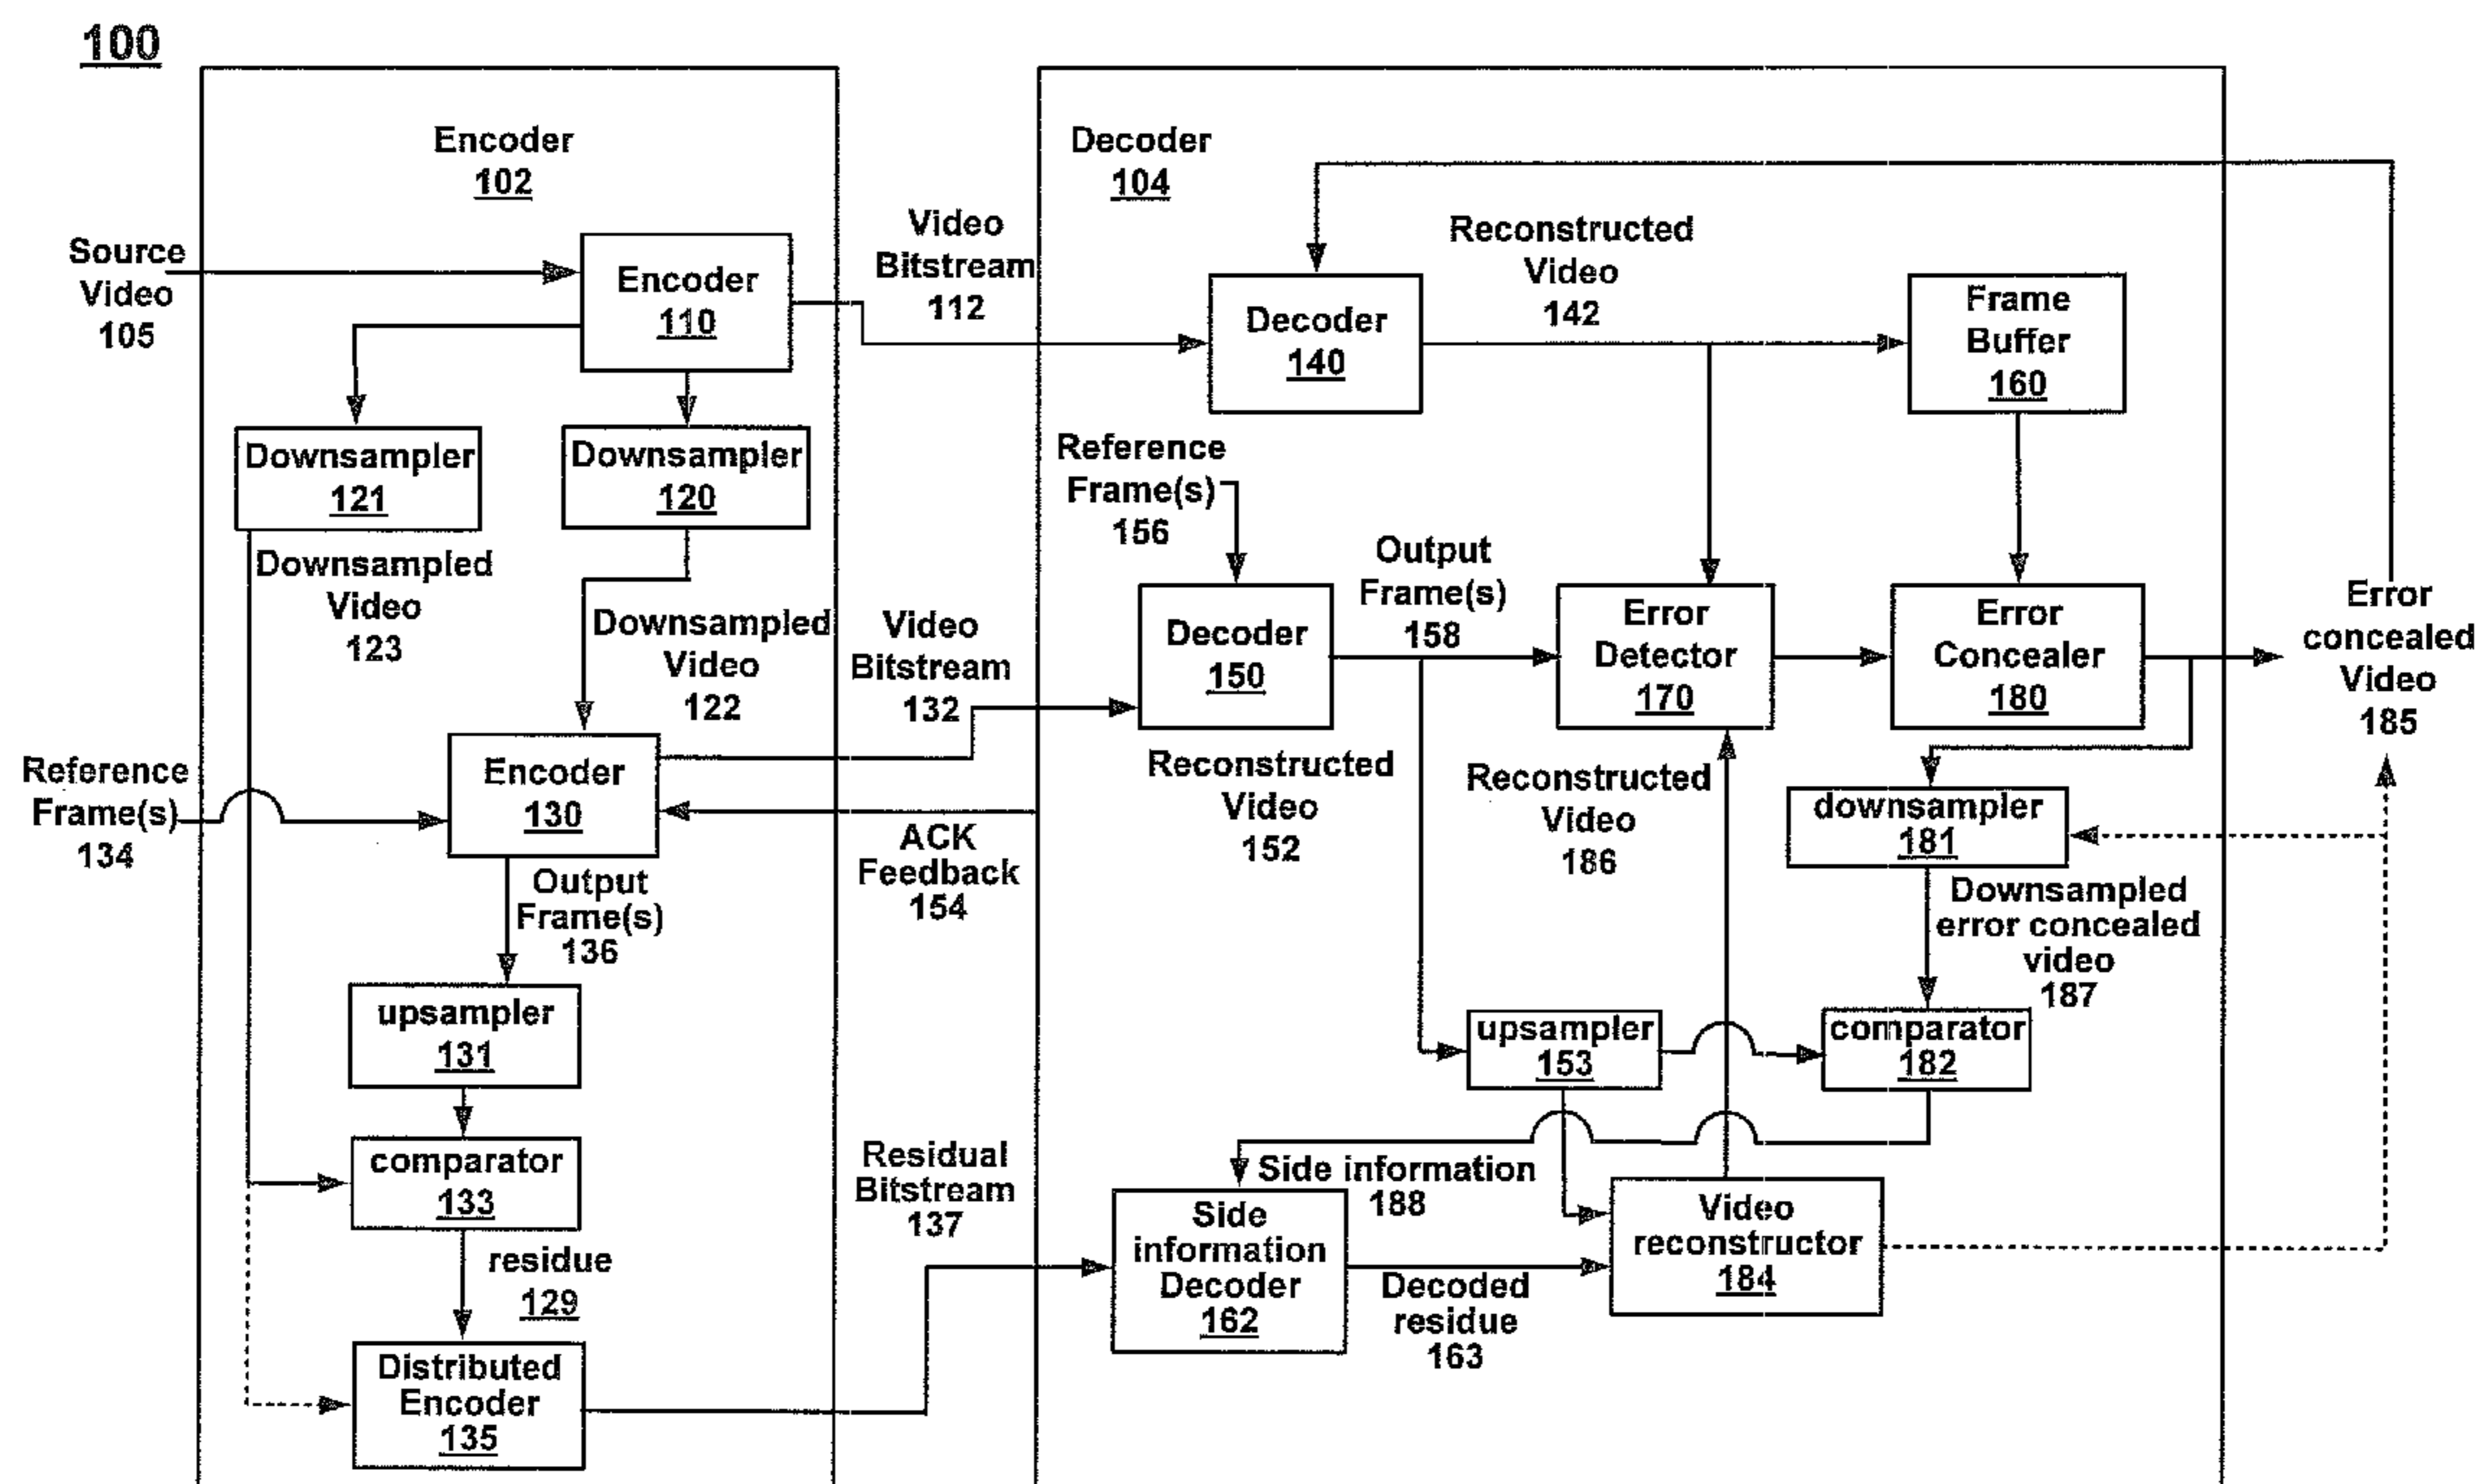 100
Encoder
102
Source
Video
105
Encoder
110
Downsampler
121
Downsampler
120
Downsampled
Video
123
Downsampled
Video
122
Reference
Frame(s)
134
Encoder
130
Output
Frame(s)
136
upsampler
131
comparator
133
residue
129
Distributed
Encoder
135
Video
Bitstream
112
Video
Bitstream
132
ACK
Feedback
154
Residual
Bitstream
137
Decoder
104
Decoder
140
Reconstructed
Video
142
Frame
Buffer
160
Reference
Frame(s)
156
Decoder
150
Output
Frame(s)
158
Reconstructed
Video
152
Error
Detector
170
Error
Concealer
180
Error
concealed
Video
185
Reconstructed
Video
186
downsampler
181
Downsampled
error concealed
video
187
upsampler
153
comparator
182
Side information
188
Side
information
Decoder
162
Decoded
residue
163
Video
reconstructor
184